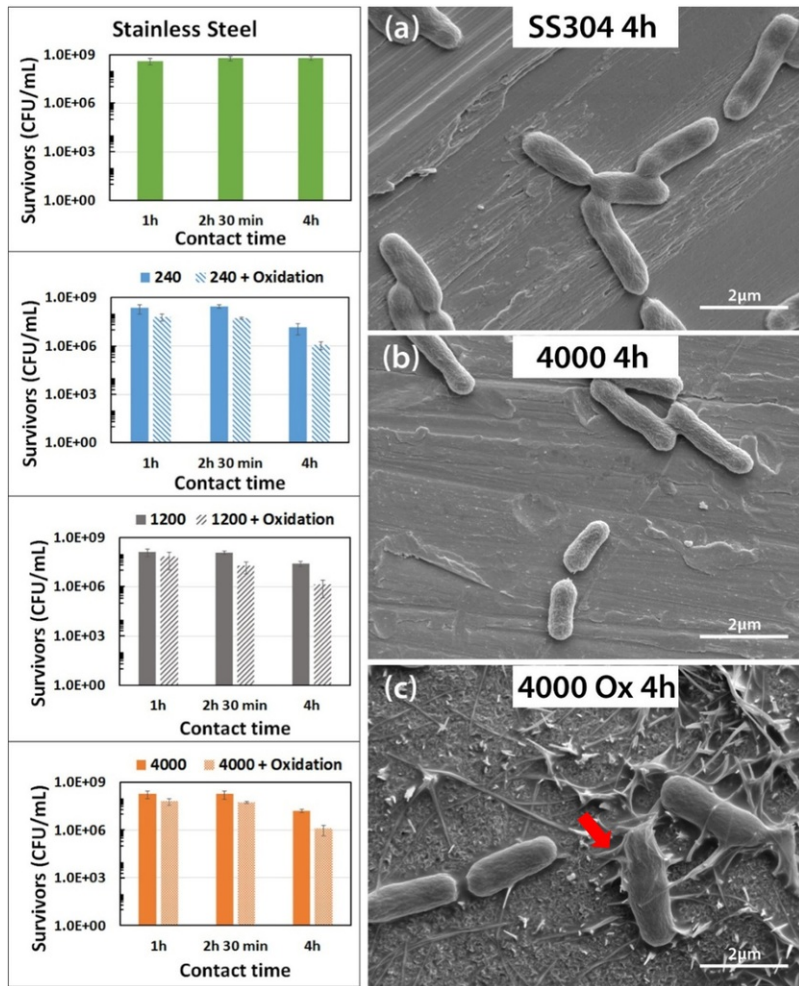 Stainless Steel
Survivors (CFU/mL)
1.0E+09
1.0E+06
1.0E+03
1.0E+00
1h 2h 30 min 4h
Contact time
240 240 + Oxidation
Survivors (CFU/mL)
1.0E+09
1.0E+06
1.0E+03
1.0E+00
1h 2h 30 min 4h
Contact time
1200 1200 + Oxidation
Survivors (CFU/mL)
1.0E+09
1.0E+06
1.0E+03
1.0E+00
1h 2h 30 min 4h
Contact time
4000 4000 + Oxidation
Survivors (CFU/mL)
1.0E+09
1.0E+06
1.0E+03
1.0E+00
1h 2h 30 min 4h
Contact time
(a) SS304 4h
2μm
(b) 4000 4h
2μm
(c) 4000 Ox 4h
2μm